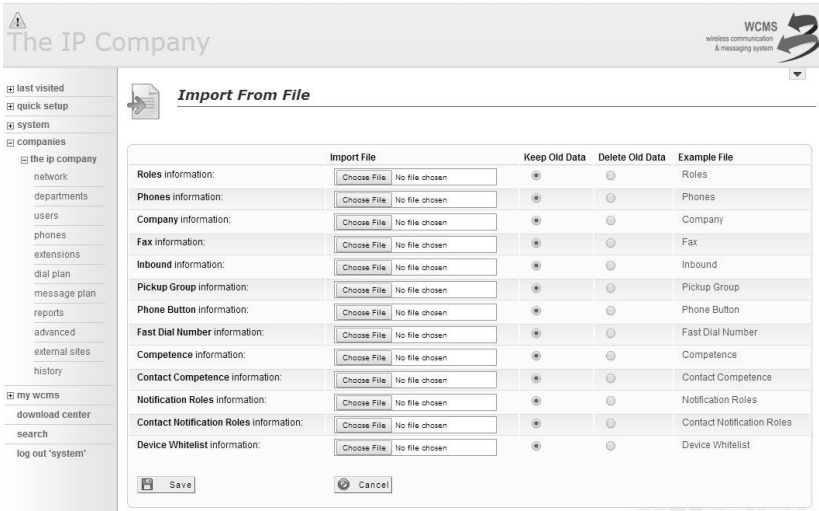 The IP Company
WCMS
wireless communication
& messaging system
last visited
quick setup
system
companies
the ip company
network
departments
users
phones
extensions
dial plan
message plan
reports
advanced
external sites
history
my wcms
download center
search
log out 'system'
Import From File
Import File Keep Old Data Delete Old Data Example File
Roles information: Choose File No file chosen Roles
Phones information: Choose File No file chosen Phones
Company information: Choose File No file chosen Company
Fax information: Choose File No file chosen Fax
Inbound information: Choose File No file chosen Inbound
Pickup Group information: Choose File No file chosen Pickup Group
Phone Button information: Choose File No file chosen Phone Button
Fast Dial Number information: Choose File No file chosen Fast Dial Number
Competence information: Choose File No file chosen Competence
Contact Competence information: Choose File No file chosen Contact Competence
Notification Roles information: Choose File No file chosen Notification Roles
Contact Notification Roles information: Choose File No file chosen Contact Notification Roles
Device Whitelist information: Choose File No file chosen Device Whitelist
Save Cancel